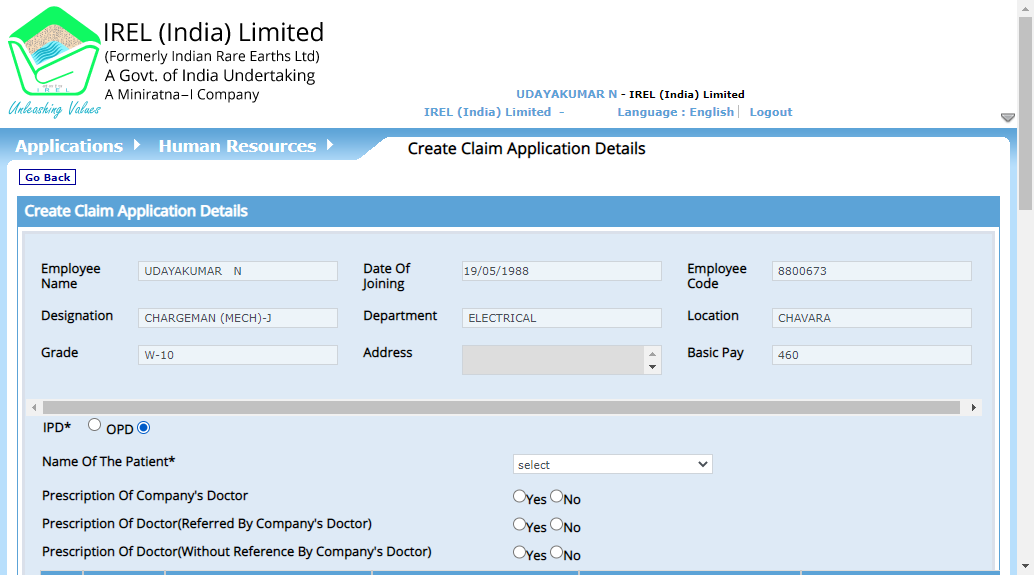 IREL (India) Limited
(Formerly Indian Rare Earths Ltd)
A Govt. of India Undertaking
A Miniratna–I Company
IREL
Unleashing Values
UDAYAKUMAR N - IREL (India) Limited
IREL (India) Limited - Language : English Logout
Applications Human Resources Create Claim Application Details
Go Back
Create Claim Application Details
Employee Name UDAYAKUMAR N Date Of Joining 19/05/1988 Employee Code 8800673
Designation CHARGEMAN (MECH)-J Department ELECTRICAL Location CHAVARA
Grade W-10 Address Basic Pay 460
IPD* OPD
Name Of The Patient* select
Prescription Of Company's Doctor Yes No
Prescription Of Doctor(Referred By Company's Doctor) Yes No
Prescription Of Doctor(Without Reference By Company's Doctor) Yes No